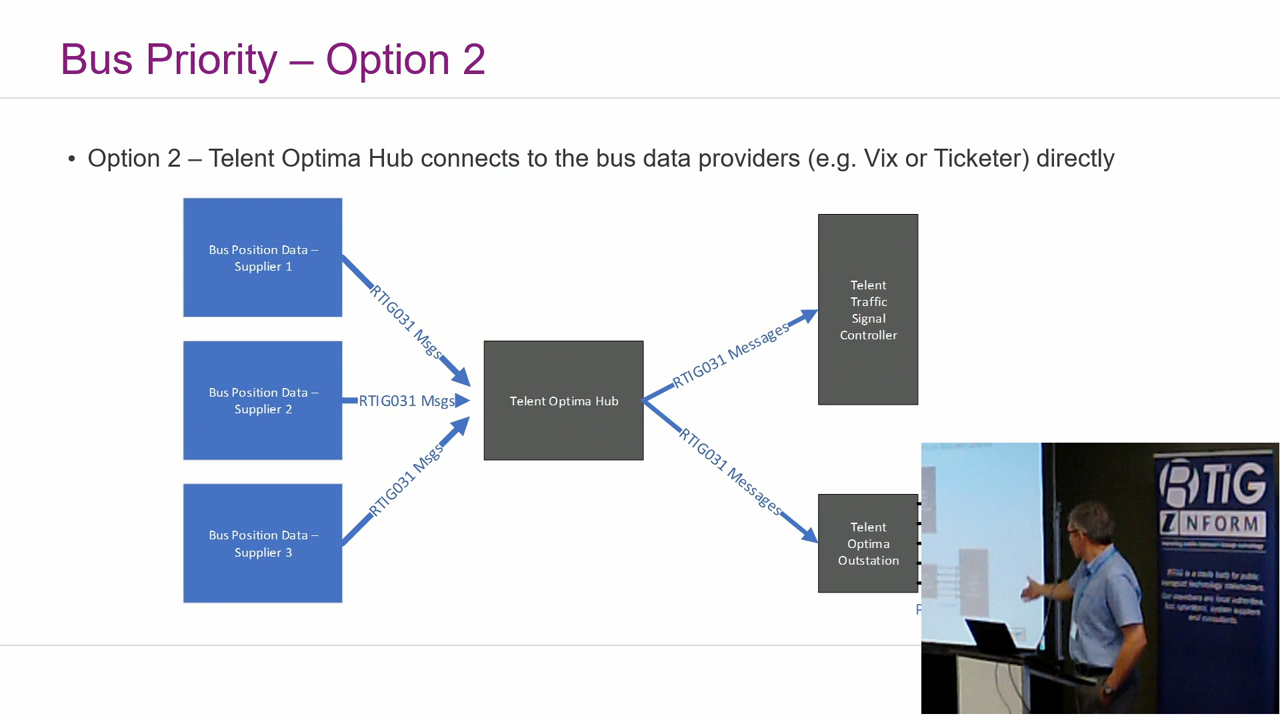 Bus Priority – Option 2
• Option 2 – Telent Optima Hub connects to the bus data providers (e.g. Vix or Ticketer) directly
Bus Position Data –
Supplier 1
RTIG031 Msgs
Bus Position Data –
Supplier 2
RTIG031 Msgs
Bus Position Data –
Supplier 3
RTIG031 Msgs
Telent Optima Hub
RTIG031 Messages
RTIG031 Messages
Telent
Traffic
Signal
Controller
Telent
Optima
Outstation
P
RTiG
INFORM